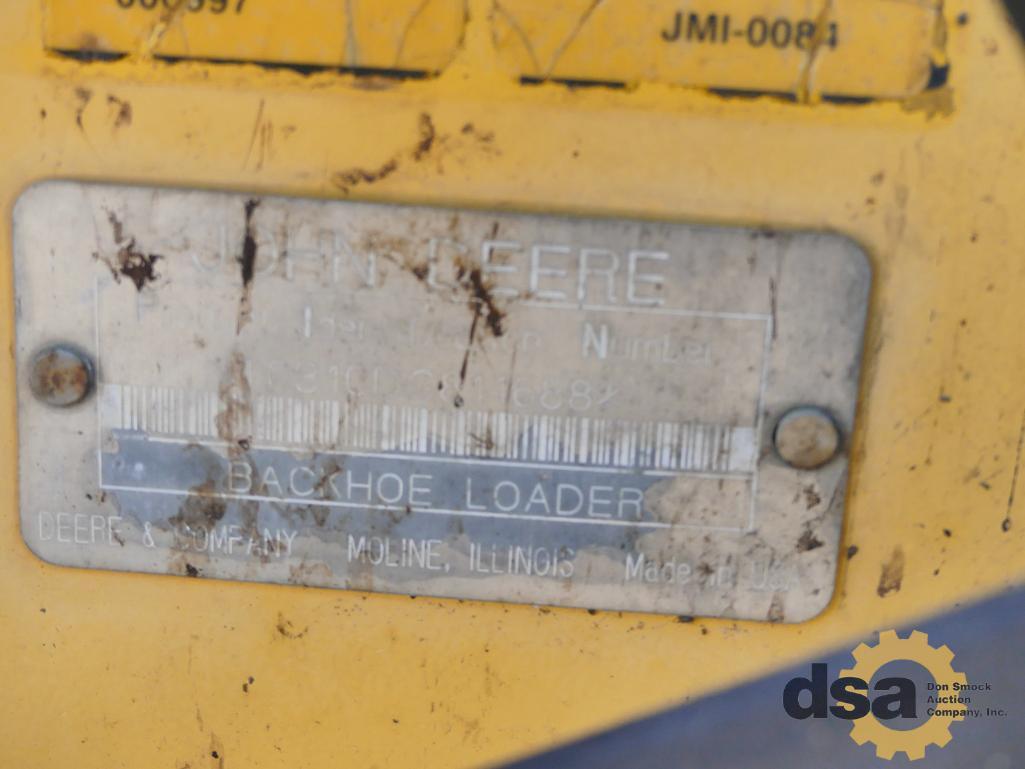 JMI-0084
JOHN DEERE
Number
BACKHOE LOADER
DEERE & COMPANY MOLINE, ILLINOIS Made in USA
dsa
Don Smock
Auction
Company, Inc.